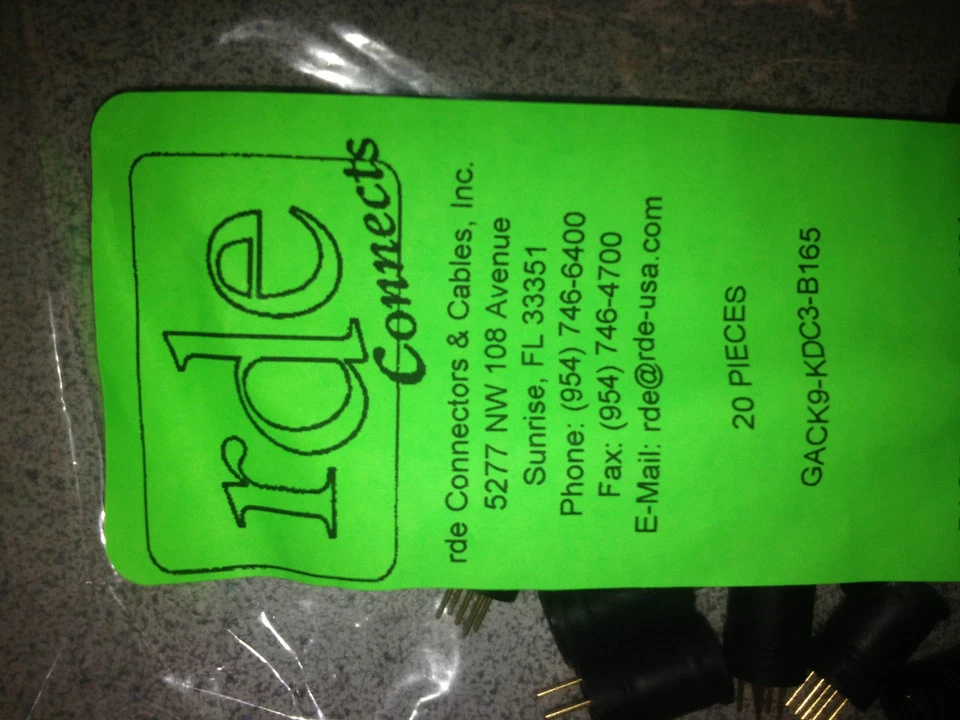 rde
Connects
rde Connectors & Cables, Inc.
5277 NW 108 Avenue
Sunrise, FL 33351
Phone: (954) 746-6400
Fax: (954) 746-4700
E-Mail: rde@rde-usa.com
20 PIECES
GACK9-KDC3-B165